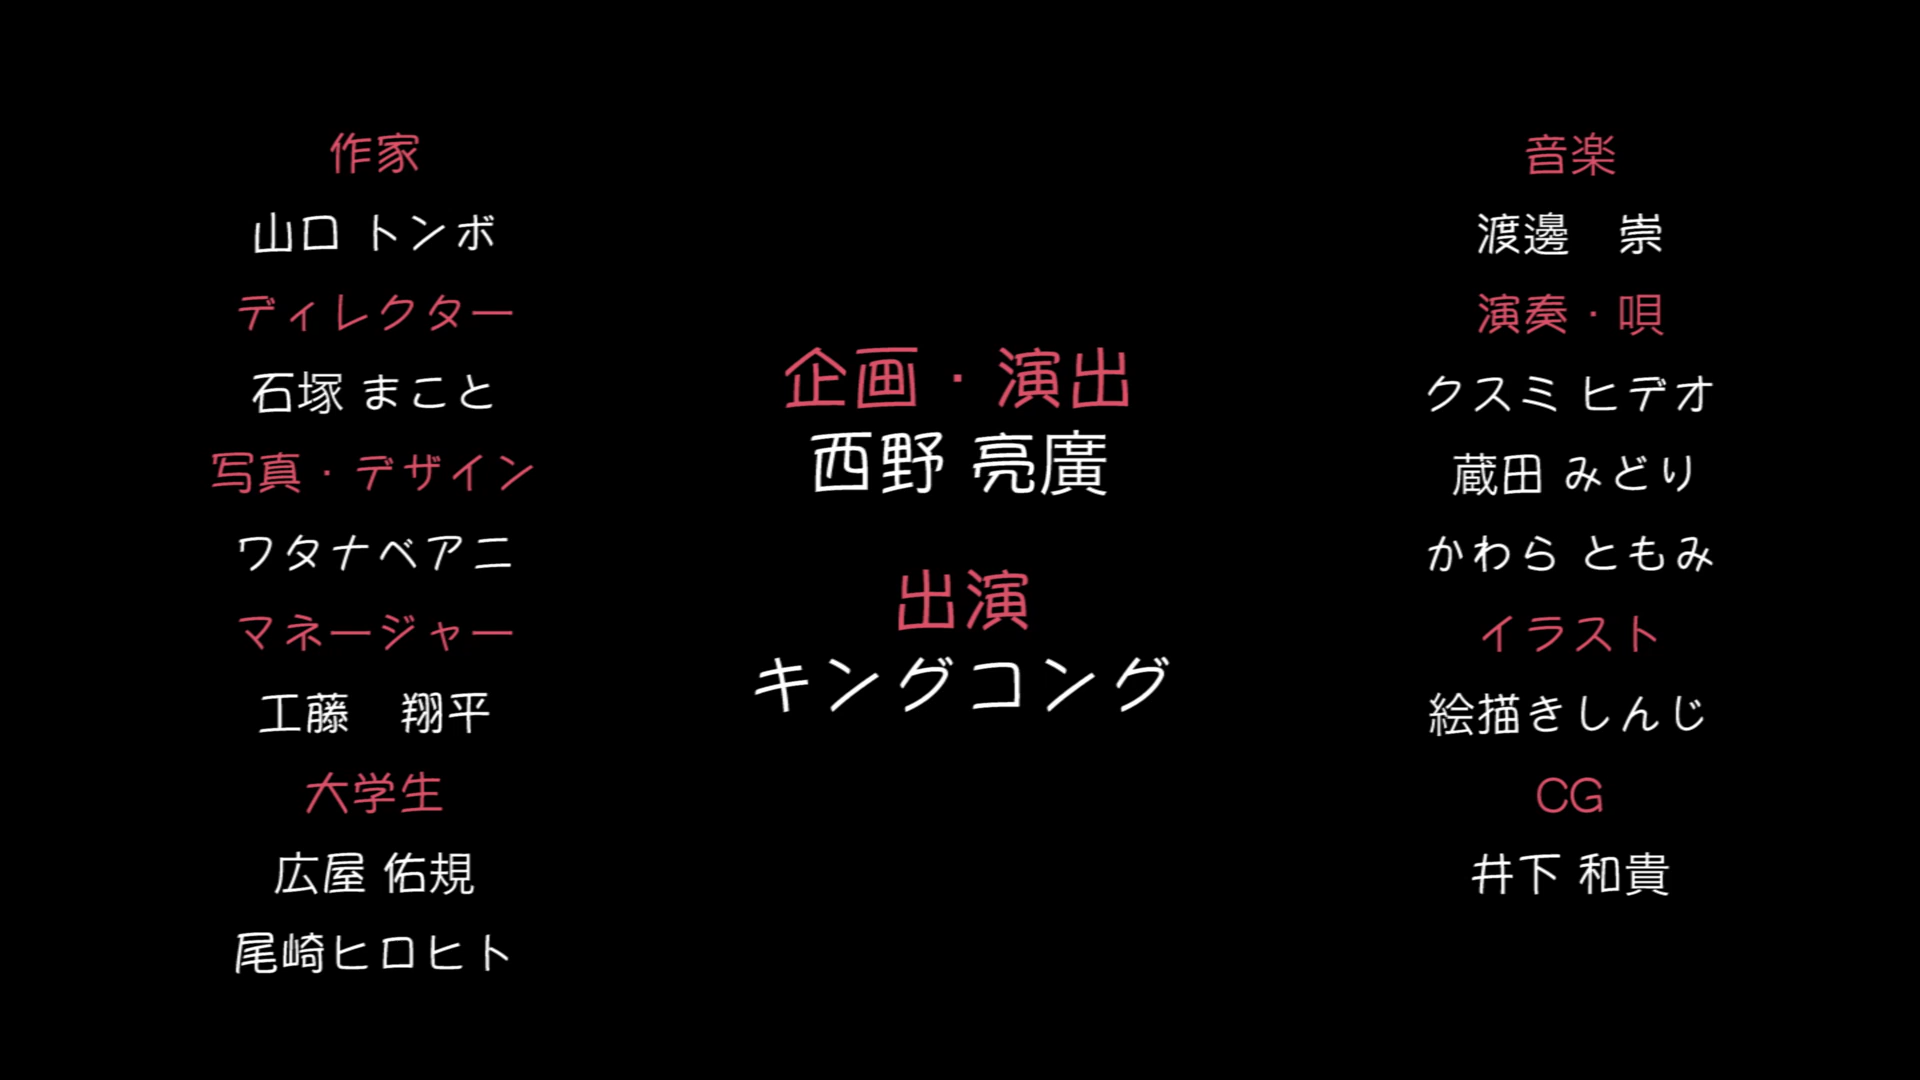 作家
山口 トンボ
ディレクター
石塚 まこと
写真・デザイン
ワタナベアニ
マネージャー
工藤　翔平
大学生
広屋 佑規
尾崎ヒロヒト
企画・演出
西野 亮廣
出演
キングコング
音楽
渡邊　崇
演奏・唄
クスミ ヒデオ
蔵田 みどり
かわら ともみ
イラスト
絵描きしんじ
CG
井下 和貴